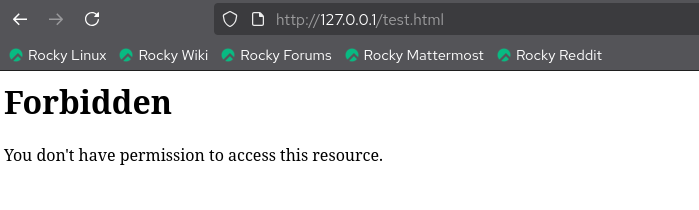 http://127.0.0.1/test.html
Rocky Linux Rocky Wiki Rocky Forums Rocky Mattermost Rocky Reddit
Forbidden
You don't have permission to access this resource.